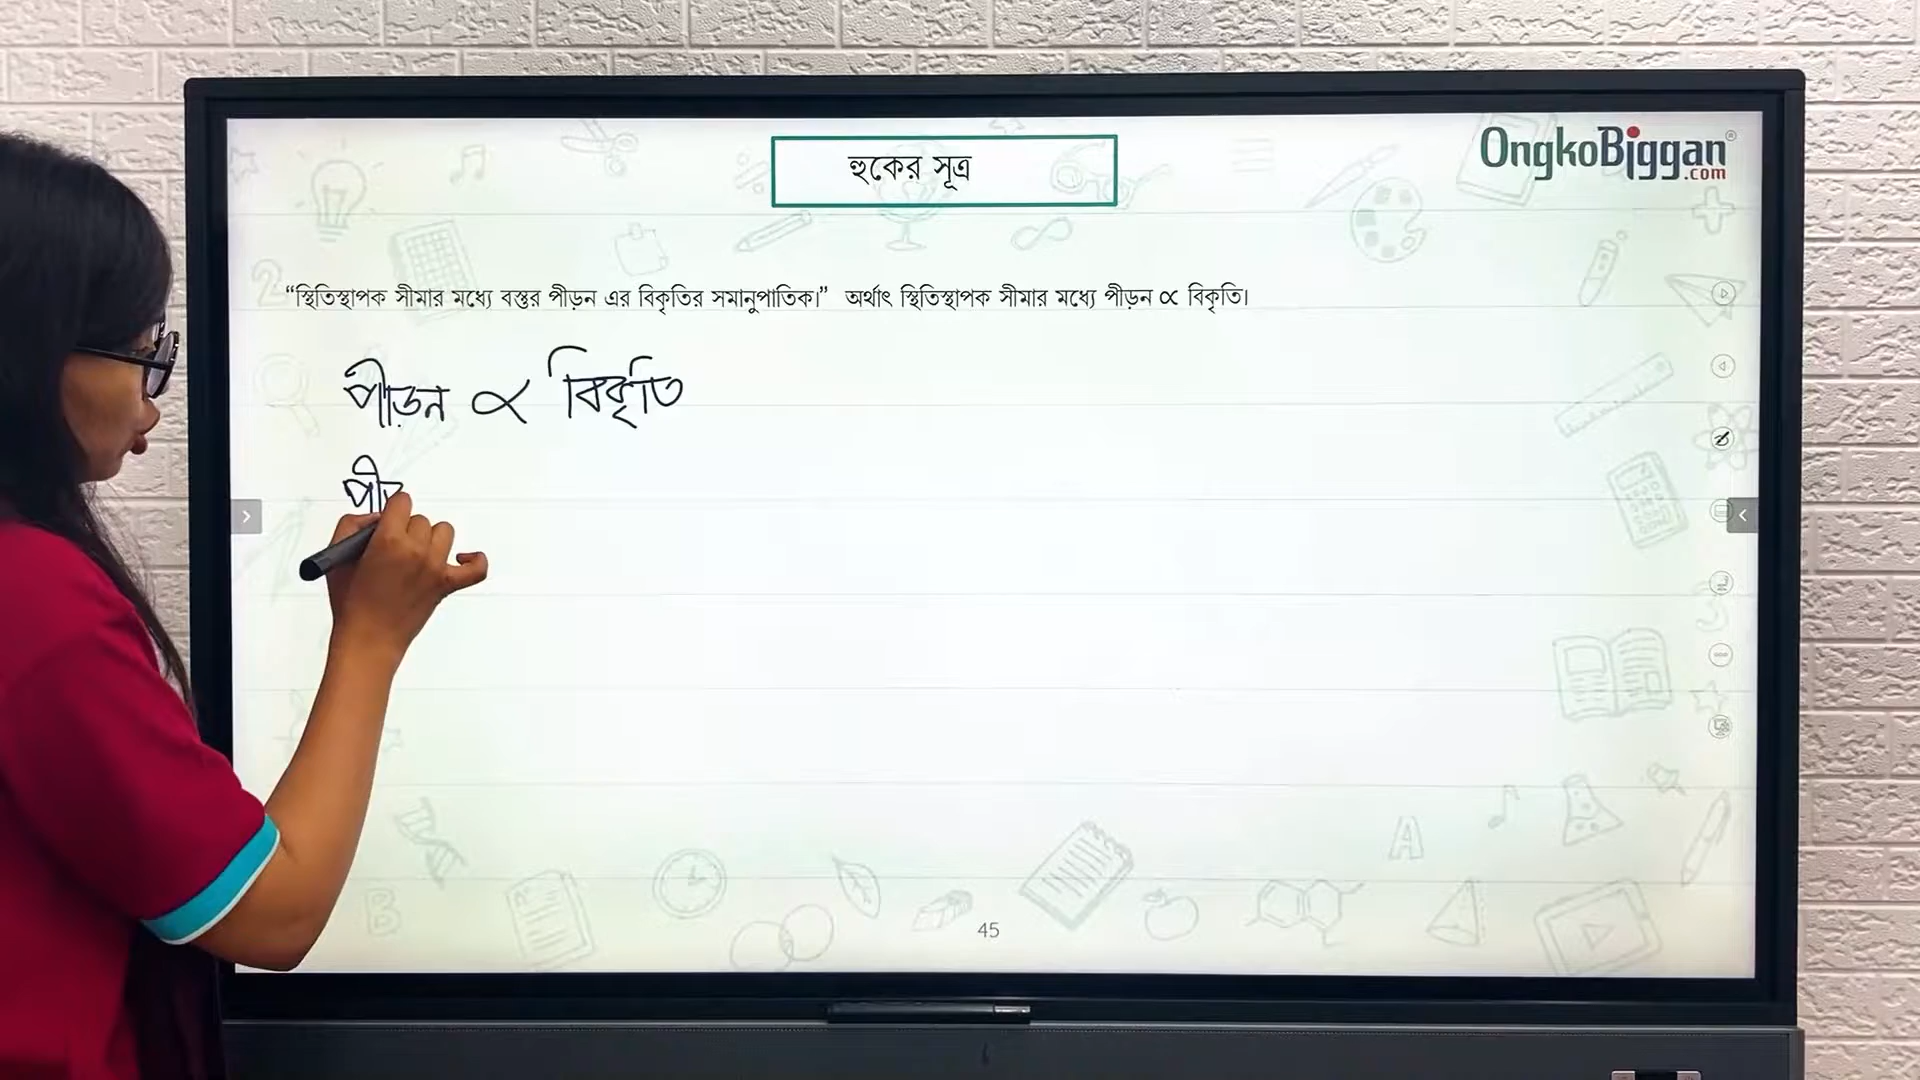 হুকের সূত্র
OngkoBiggan®
.com
“স্থিতিস্থাপক সীমার মধ্যে বস্তুর পীড়ন এর বিকৃতির সমানুপাতিক।” অর্থাৎ স্থিতিস্থাপক সীমার মধ্যে পীড়ন ∝ বিকৃতি।
পীড়ন ∝ বিকৃতি
পী
45